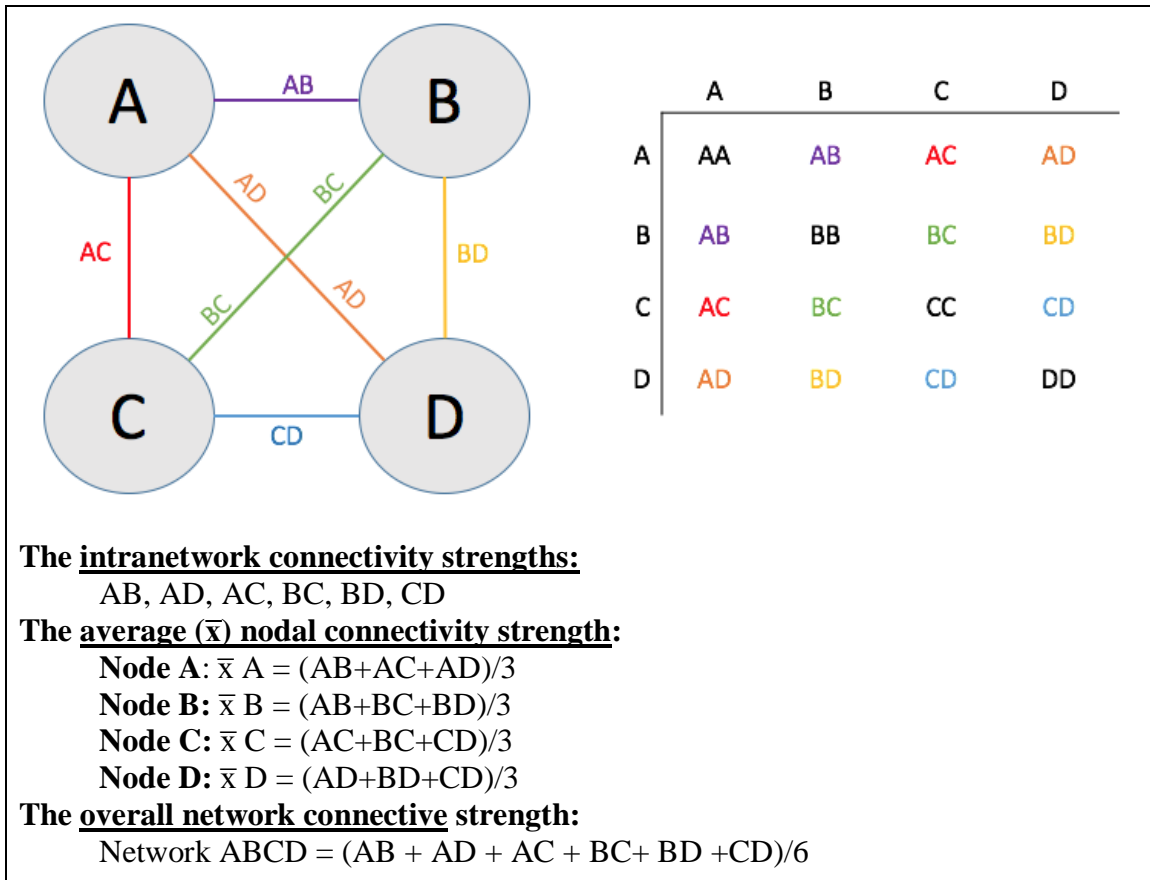 A
AB
B
AD
BC
AC
BD
BC
AD
C
CD
D
A B C D
A AA AB AC AD
B AB BB BC BD
C AC BC CC CD
D AD BD CD DD
The intranetwork connectivity strengths:
AB, AD, AC, BC, BD, CD
The average (x̅) nodal connectivity strength:
Node A: x̅ A = (AB+AC+AD)/3
Node B: x̅ B = (AB+BC+BD)/3
Node C: x̅ C = (AC+BC+CD)/3
Node D: x̅ D = (AD+BD+CD)/3
The overall network connective strength:
Network ABCD = (AB + AD + AC + BC+ BD +CD)/6